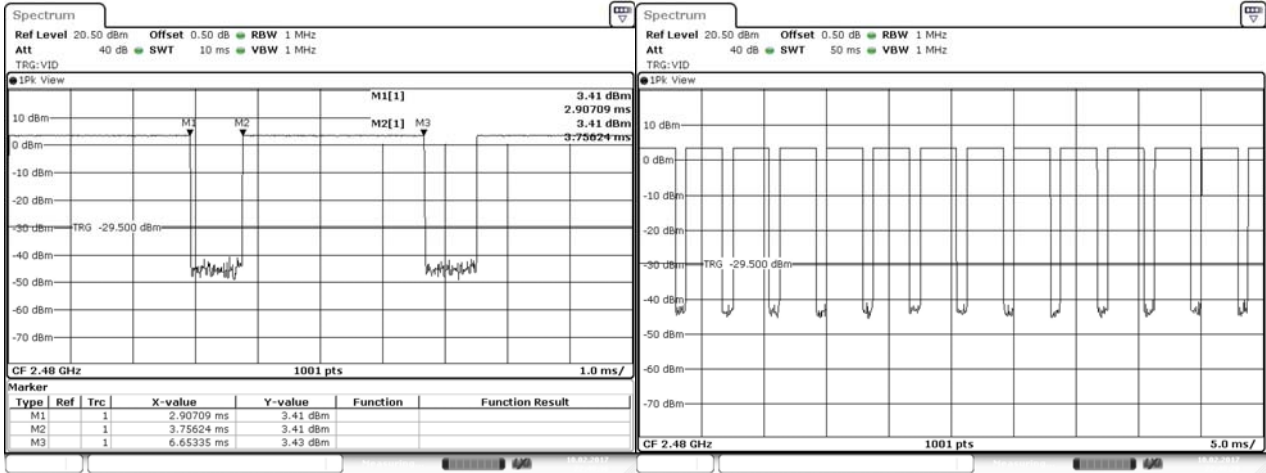 Spectrum
Ref Level 20.50 dBm Offset 0.50 dB RBW 1 MHz
Att 40 dB SWT 10 ms VBW 1 MHz
TRG:VID
1Pk View
M1[1] 3.41 dBm
2.90709 ms
M2[1] 3.41 dBm
3.75624 ms
M1 M2 M3
10 dBm
0 dBm
-10 dBm
-20 dBm
-30 dBm TRG -29.500 dBm
-40 dBm
-50 dBm
-60 dBm
-70 dBm
CF 2.48 GHz 1001 pts 1.0 ms/
Marker
Type Ref Trc X-value Y-value Function Function Result
M1 1 2.90709 ms 3.41 dBm
M2 1 3.75624 ms 3.41 dBm
M3 1 6.65335 ms 3.43 dBm
Spectrum
Ref Level 20.50 dBm Offset 0.50 dB RBW 1 MHz
Att 40 dB SWT 50 ms VBW 1 MHz
TRG:VID
1Pk View
10 dBm
0 dBm
-10 dBm
-20 dBm
-30 dBm TRG -29.500 dBm
-40 dBm
-50 dBm
-60 dBm
-70 dBm
CF 2.48 GHz 1001 pts 5.0 ms/